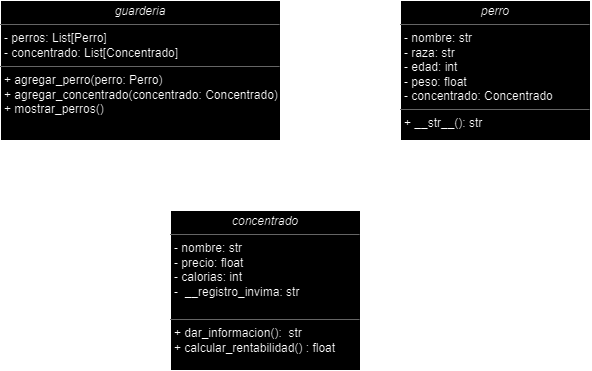 guarderia
- perros: List[Perro]
- concentrado: List[Concentrado]
+ agregar_perro(perro: Perro)
+ agregar_concentrado(concentrado: Concentrado)
+ mostrar_perros()
perro
- nombre: str
- raza: str
- edad: int
- peso: float
- concentrado: Concentrado
+ __str__(): str
concentrado
- nombre: str
- precio: float
- calorias: int
-  __registro_invima: str
+ dar_informacion():  str
+ calcular_rentabilidad() : float